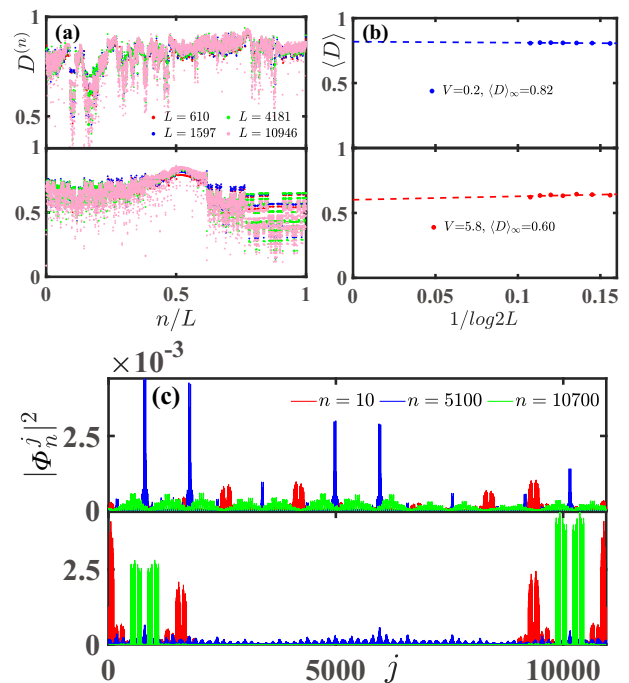 (a)
(b)
1
1
D^{(n)}
⟨D⟩
0.5
0.5
L = 610
L = 4181
L = 1597
L = 10946
V=0.2, ⟨D⟩_∞=0.82
1
1
0.5
0.5
V=5.8, ⟨D⟩_∞=0.60
0
0
0
0.5
1
0
0.05
0.1
0.15
n/L
1/log2L
×10^{-3}
(c)
n = 10
n = 5100
n = 10700
|Φ_n^j|^2
2.5
0
2.5
0
0
5000
j
10000